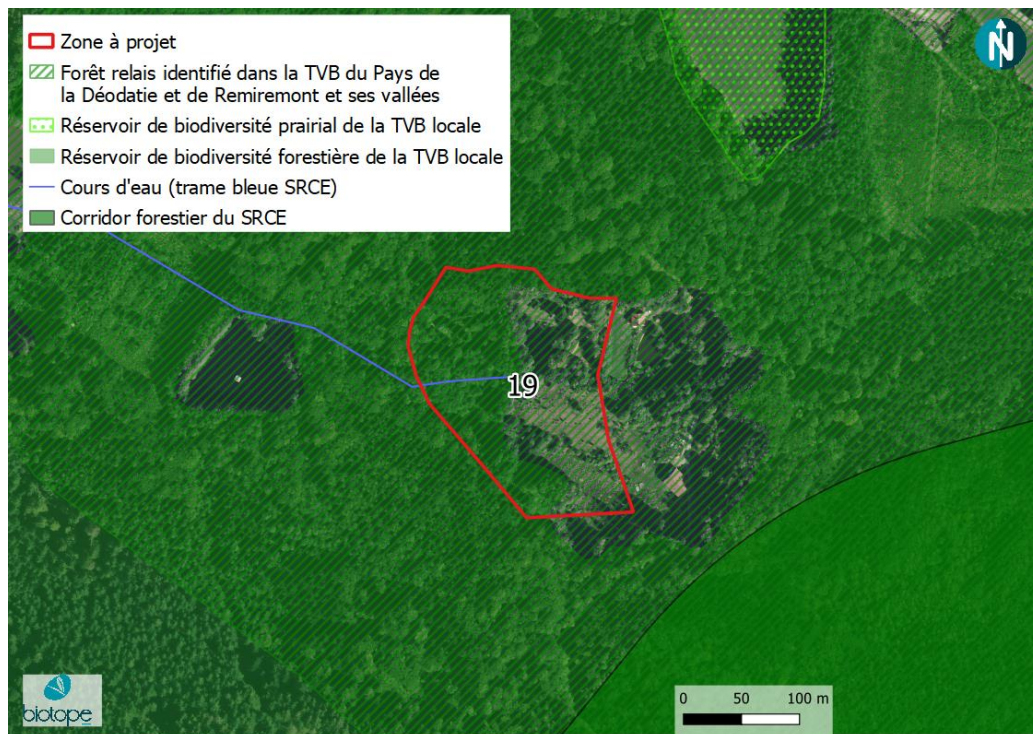 Zone à projet
Forêt relais identifié dans la TVB du Pays de
la Déodatie et de Remiremont et ses vallées
Réservoir de biodiversité prairial de la TVB locale
Réservoir de biodiversité forestière de la TVB locale
Cours d'eau (trame bleue SRCE)
Corridor forestier du SRCE
N
19
biotope
0 50 100 m